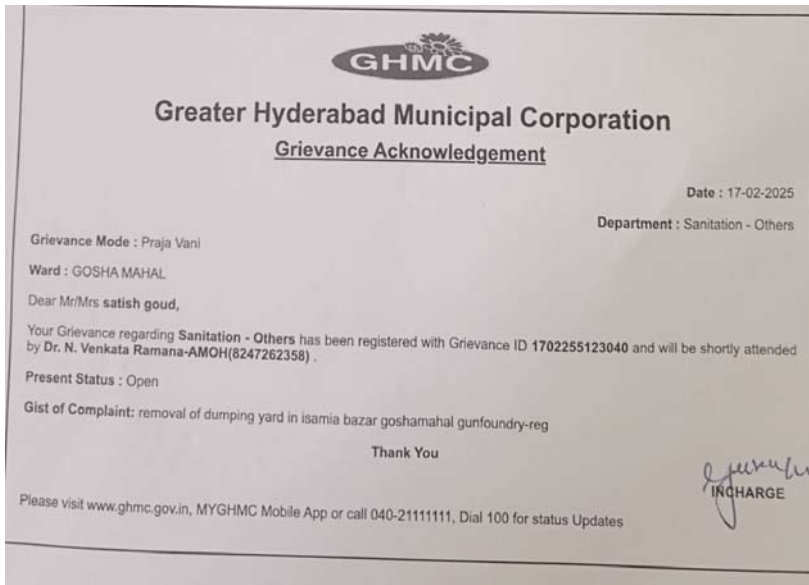 GHMC
Greater Hyderabad Municipal Corporation
Grievance Acknowledgement
Date : 17-02-2025
Department : Sanitation - Others
Grievance Mode : Praja Vani
Ward : GOSHA MAHAL
Dear Mr/Mrs satish goud,
Your Grievance regarding Sanitation - Others has been registered with Grievance ID 1702255123040 and will be shortly attended
by Dr. N. Venkata Ramana-AMOH(8247262358) .
Present Status : Open
Gist of Complaint: removal of dumping yard in isamia bazar goshamahal gunfoundry-reg
Thank You
INCHARGE
Please visit www.ghmc.gov.in, MYGHMC Mobile App or call 040-21111111, Dial 100 for status Updates